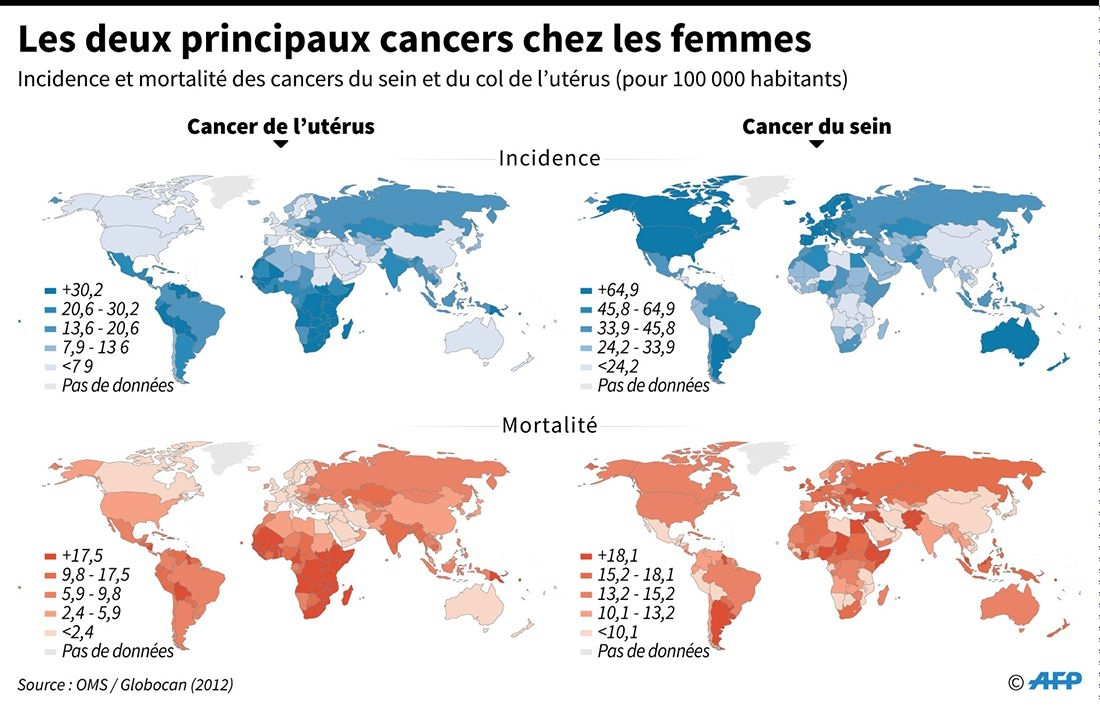 Les deux principaux cancers chez les femmes
Incidence et mortalité des cancers du sein et du col de l'utérus (pour 100 000 habitants)
Cancer de l'utérus
Cancer du sein
Incidence
+30,2
20,6 - 30,2
13,6 - 20,6
7,9 - 13 6
<7 9
Pas de données
+64,9
45,8 - 64,9
33,9 - 45,8
24,2 - 33,9
<24,2
Pas de données
Mortalité
+17,5
9,8 - 17,5
5,9 - 9,8
2,4 - 5,9
<2,4
Pas de données
+18,1
15,2 - 18,1
13,2 - 15,2
10,1 - 13,2
<10,1
Pas de données
Source : OMS / Globocan (2012)
© AFP